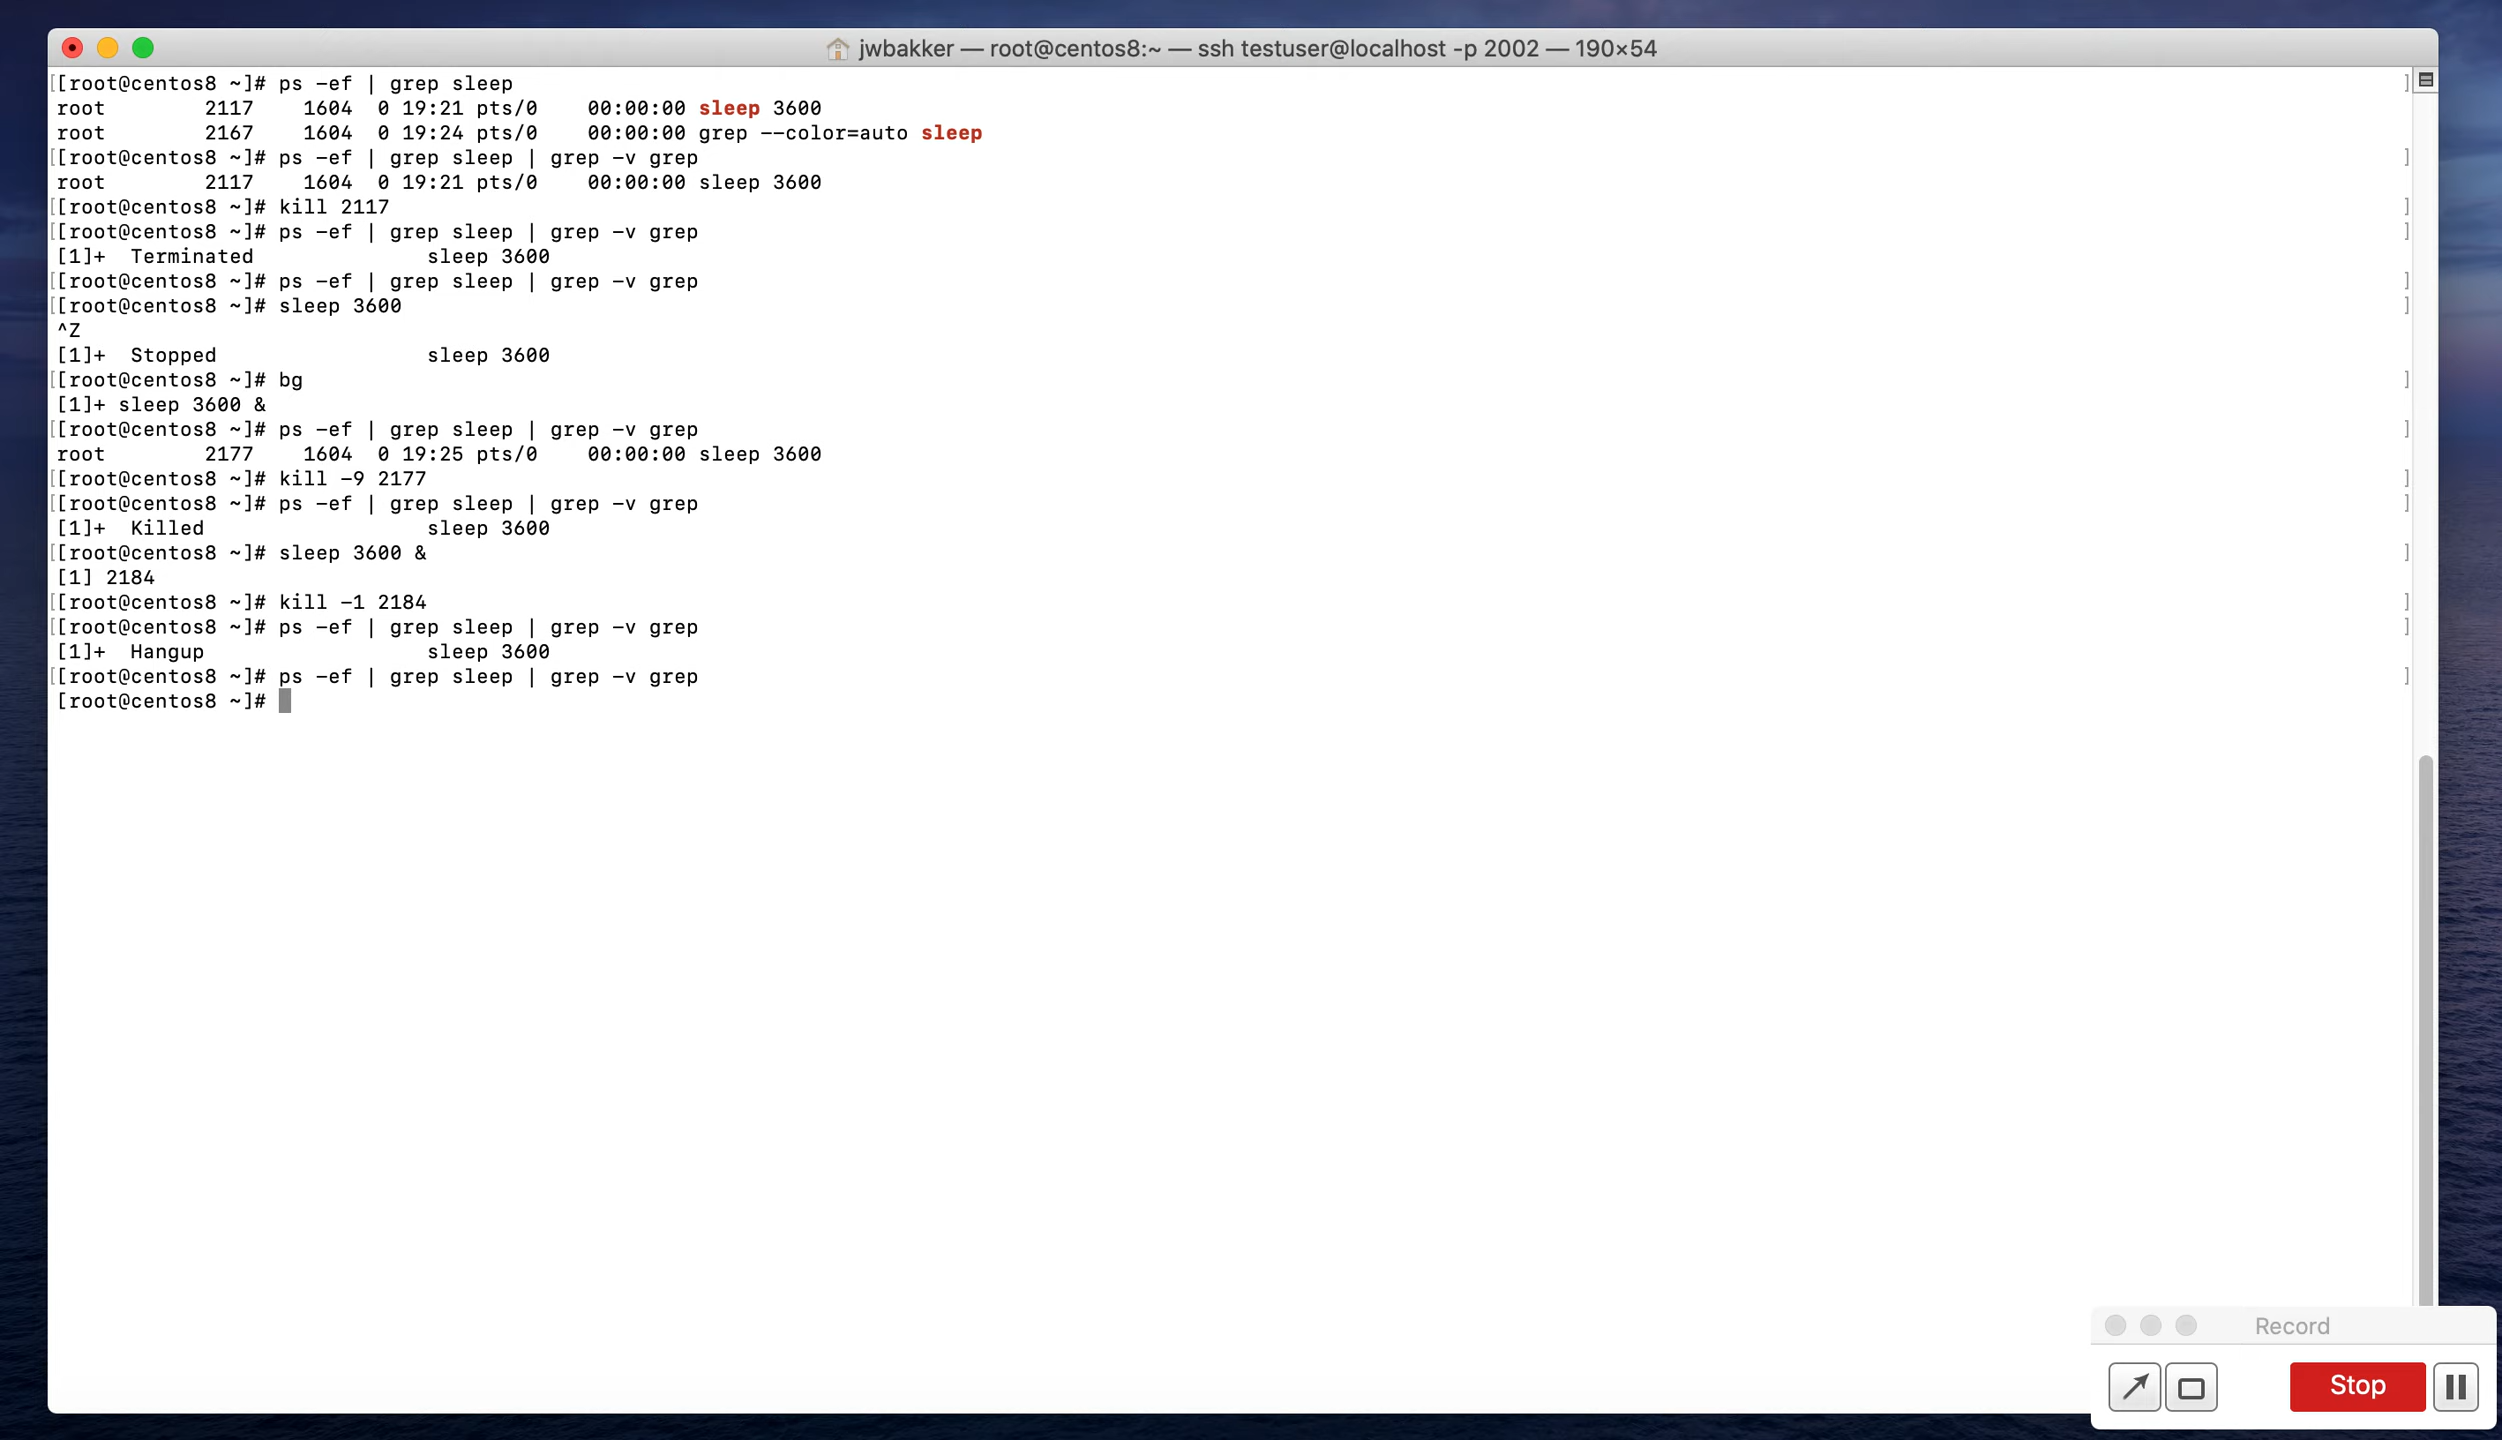 jwbakker — root@centos8:~ — ssh testuser@localhost -p 2002 — 190×54
[[root@centos8 ~]# ps -ef | grep sleep ]
root 2117 1604 0 19:21 pts/0 00:00:00 sleep 3600
root 2167 1604 0 19:24 pts/0 00:00:00 grep --color=auto sleep
[[root@centos8 ~]# ps -ef | grep sleep | grep -v grep ]
root 2117 1604 0 19:21 pts/0 00:00:00 sleep 3600
[[root@centos8 ~]# kill 2117 ]
[[root@centos8 ~]# ps -ef | grep sleep | grep -v grep ]
[1]+ Terminated sleep 3600
[[root@centos8 ~]# ps -ef | grep sleep | grep -v grep ]
[[root@centos8 ~]# sleep 3600 ]
^Z
[1]+ Stopped sleep 3600
[[root@centos8 ~]# bg ]
[1]+ sleep 3600 &
[[root@centos8 ~]# ps -ef | grep sleep | grep -v grep ]
root 2177 1604 0 19:25 pts/0 00:00:00 sleep 3600
[[root@centos8 ~]# kill -9 2177 ]
[[root@centos8 ~]# ps -ef | grep sleep | grep -v grep ]
[1]+ Killed sleep 3600
[[root@centos8 ~]# sleep 3600 & ]
[1] 2184
[[root@centos8 ~]# kill -1 2184 ]
[[root@centos8 ~]# ps -ef | grep sleep | grep -v grep ]
[1]+ Hangup sleep 3600
[[root@centos8 ~]# ps -ef | grep sleep | grep -v grep ]
[root@centos8 ~]#
Record
Stop